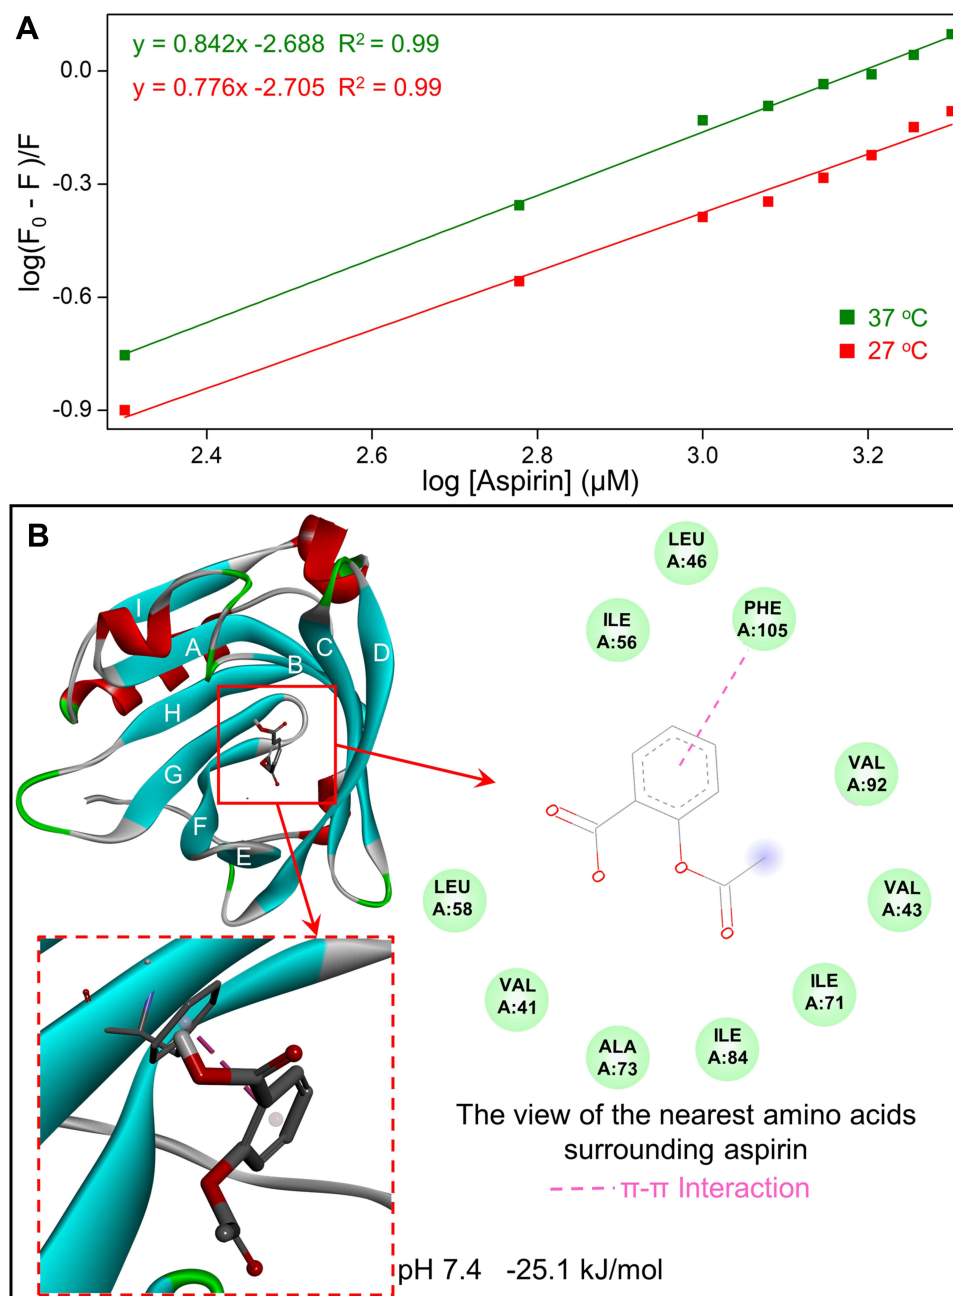 A
y = 0.842x -2.688 R² = 0.99
y = 0.776x -2.705 R² = 0.99
log(F₀ - F )/F
0.0
-0.3
-0.6
-0.9
37 °C
27 °C
2.4 2.6 2.8 3.0 3.2
log [Aspirin] (µM)
B
I
A
B
C
D
H
G
F
E
LEU
A:46
ILE
A:56
PHE
A:105
VAL
A:92
LEU
A:58
VAL
A:43
VAL
A:41
ILE
A:71
ALA
A:73
ILE
A:84
O
O
O
O
The view of the nearest amino acids
surrounding aspirin
π-π Interaction
pH 7.4 -25.1 kJ/mol